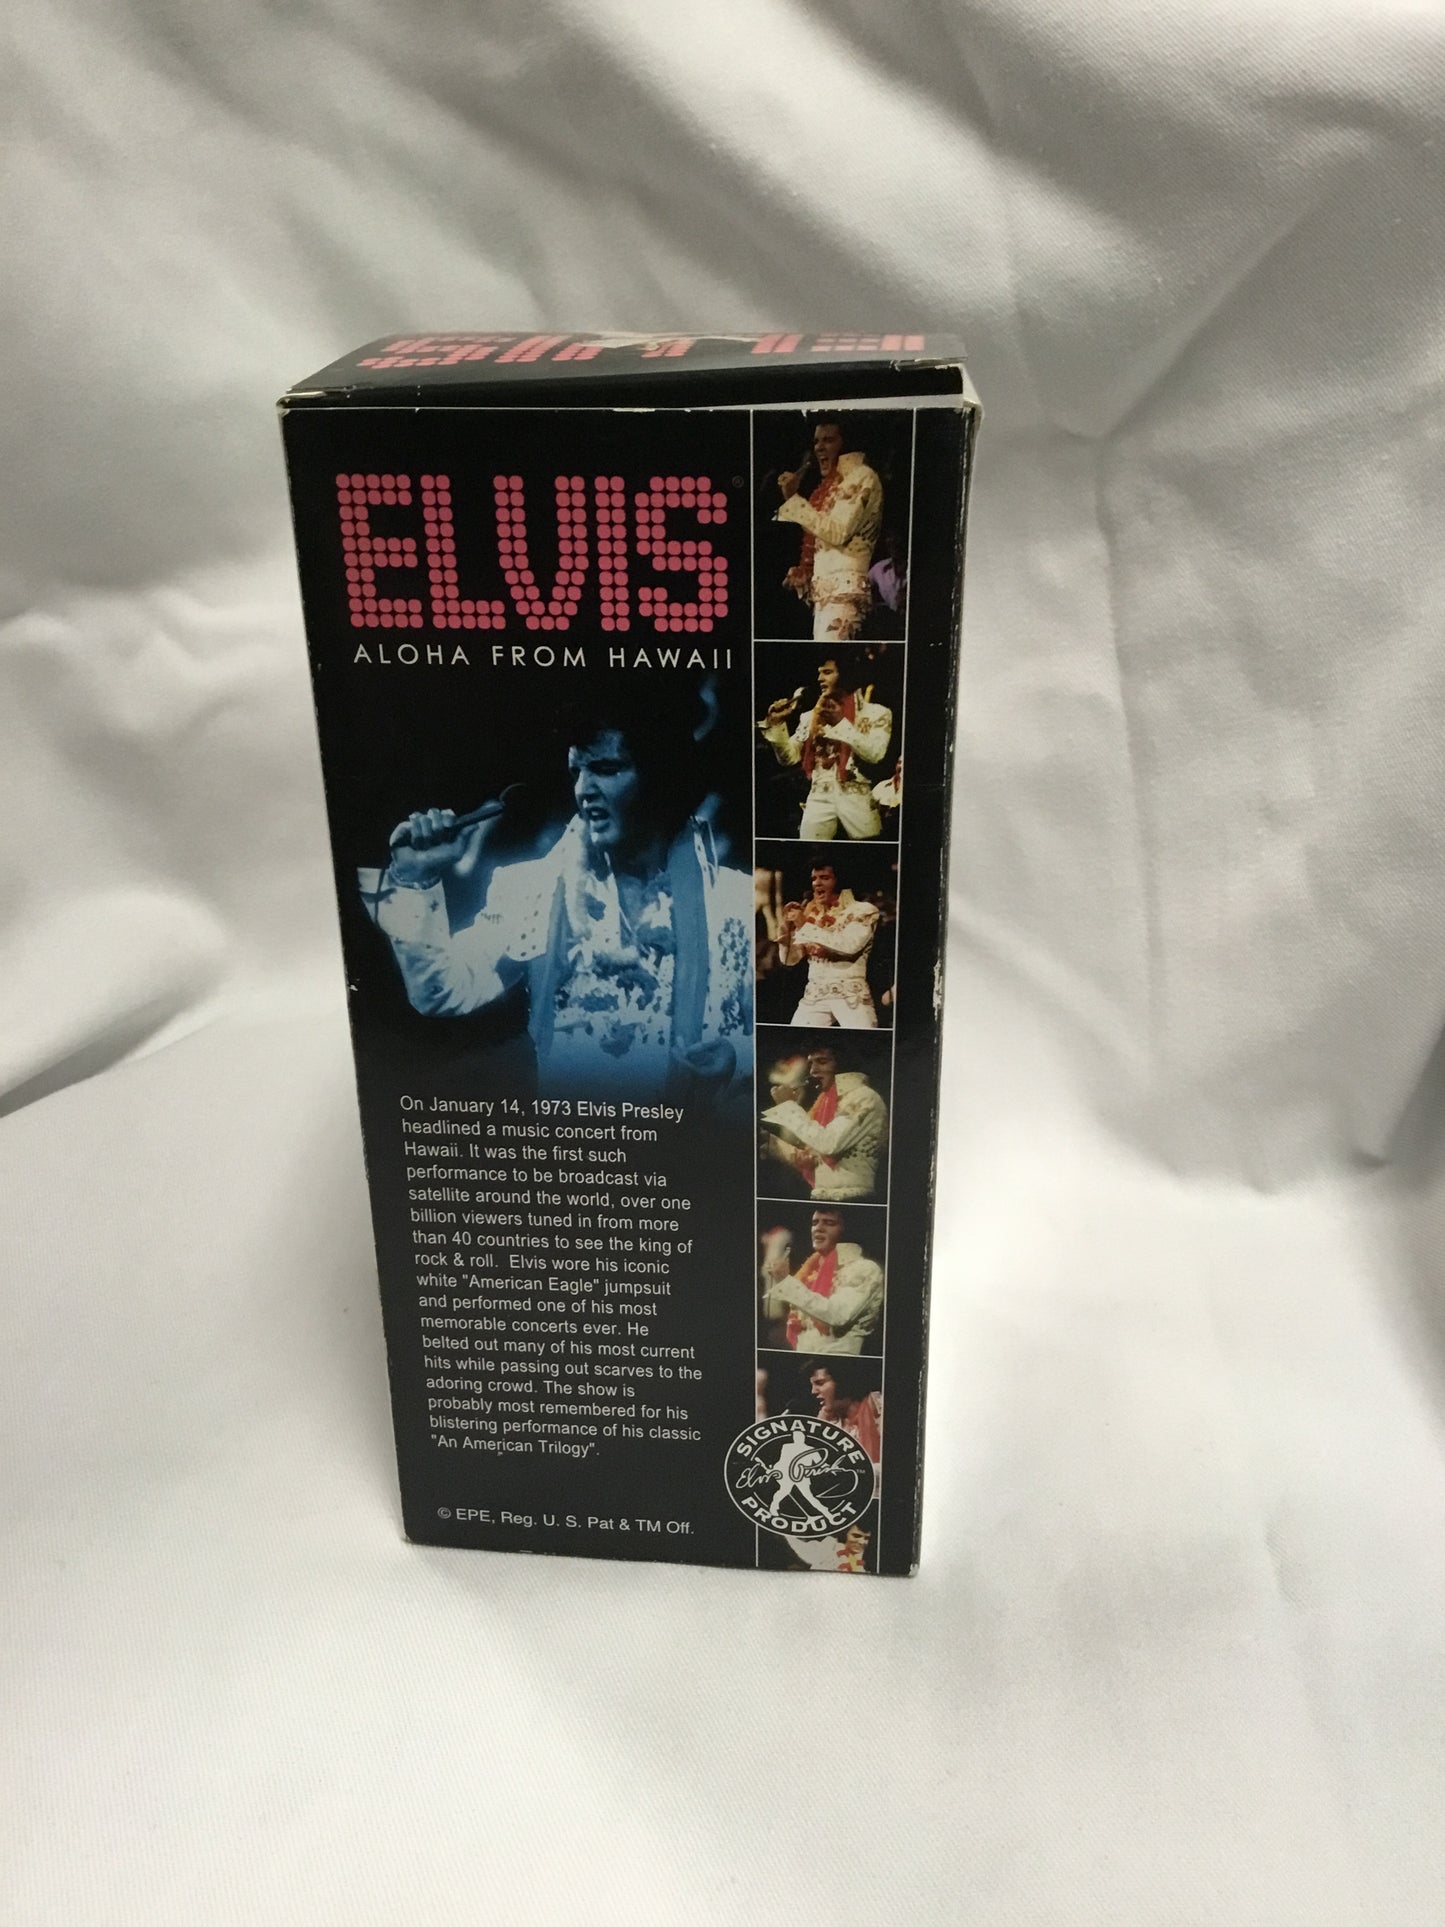 ELVIS
ELVIS®
ALOHA FROM HAWAII
On January 14, 1973 Elvis Presley
headlined a music concert from
Hawaii. It was the first such
performance to be broadcast via
satellite around the world, over one
billion viewers tuned in from more
than 40 countries to see the king of
rock & roll. Elvis wore his iconic
white "American Eagle" jumpsuit
and performed one of his most
memorable concerts ever. He
belted out many of his most current
hits while passing out scarves to the
adoring crowd. The show is
probably most remembered for his
blistering performance of his classic
"An American Trilogy".
SIGNATURE
Elvis Presley™
PRODUCT
© EPE, Reg. U. S. Pat & TM Off.